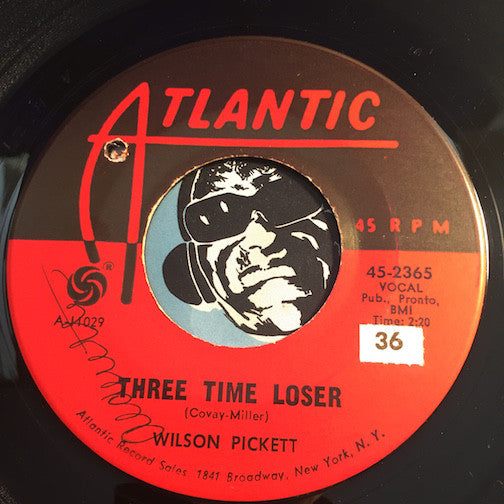 ATLANTIC
45 RPM
®
45-2365
VOCAL
Pub., Pronto,
BMI
Time: 2:20
A-11029
36
THREE TIME LOSER
(Covay-Miller)
WILSON PICKETT
Atlantic Record Sales 1841 Broadway, New York, N. Y.